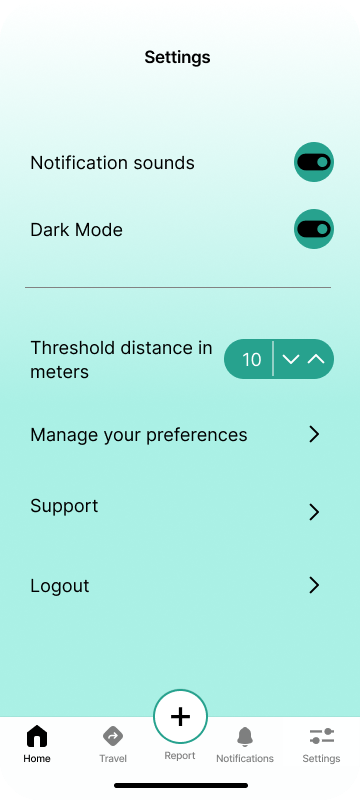 Settings
Notification sounds
Dark Mode
Threshold distance in
meters
10
Manage your preferences
Support
Logout
Home
Travel
Report
Notifications
Settings